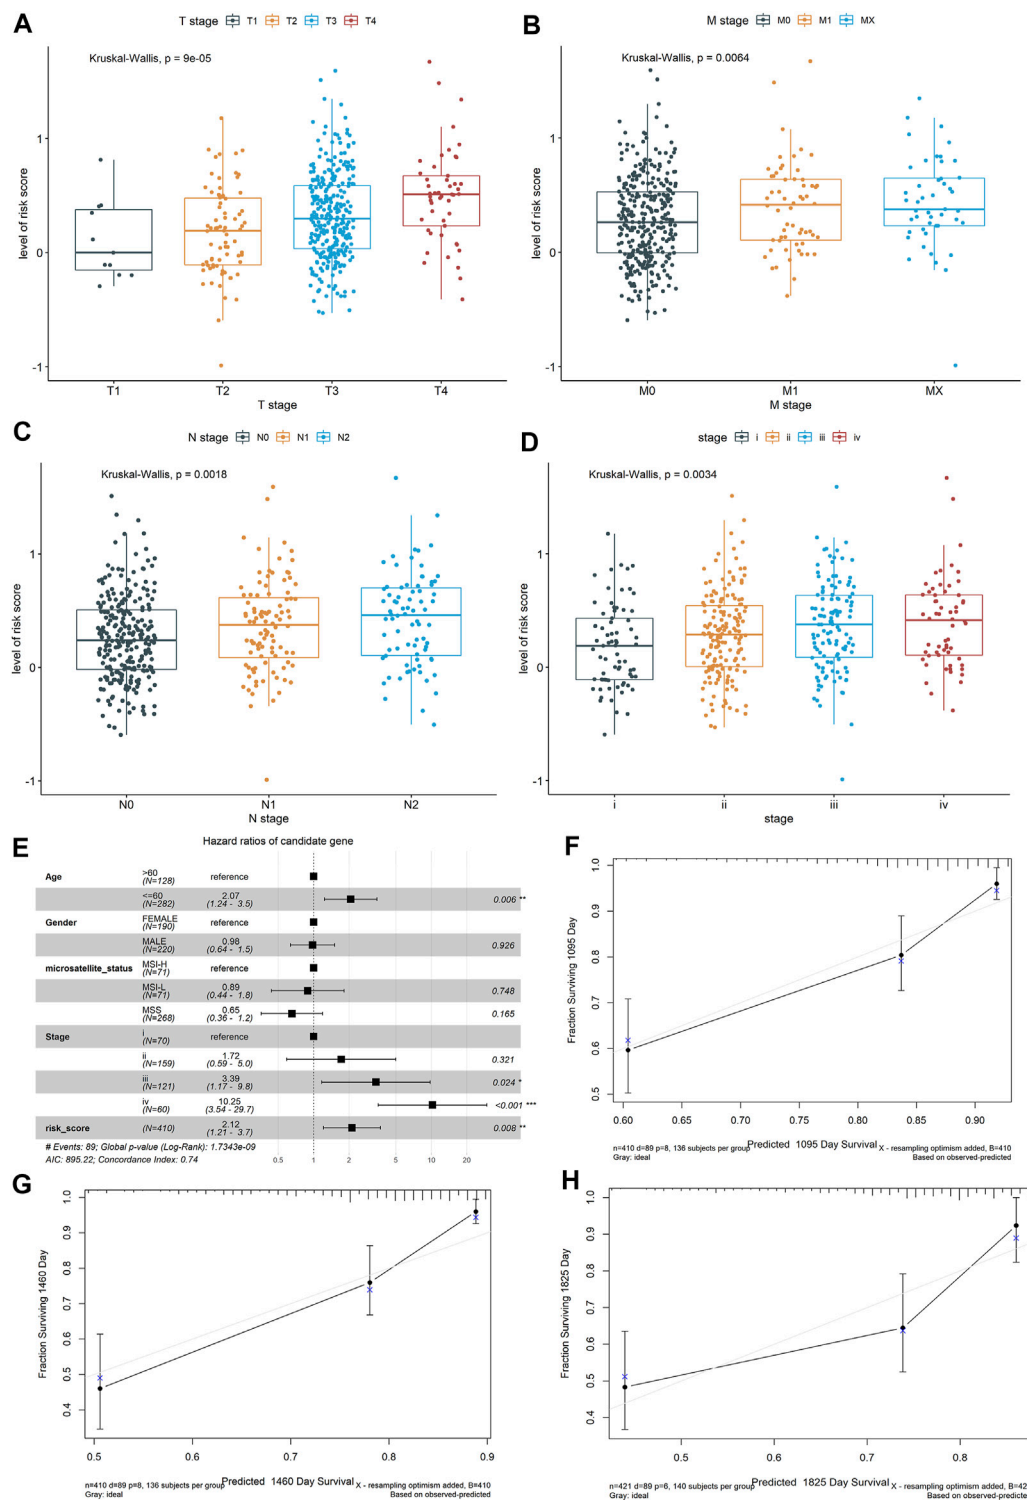 A
T stage T1 T2 T3 T4
Kruskal-Wallis, p = 9e-05
level of risk score
1
0
-1
T1 T2 T3 T4
T stage
B
M stage M0 M1 MX
Kruskal-Wallis, p = 0.0064
level of risk score
1
0
-1
M0 M1 MX
M stage
C
N stage N0 N1 N2
Kruskal-Wallis, p = 0.0018
level of risk score
1
0
-1
N0 N1 N2
N stage
D
stage i ii iii iv
Kruskal-Wallis, p = 0.0034
level of risk score
1
0
-1
i ii iii iv
stage
E
Hazard ratios of candidate gene
Age >60 reference
(N=128)
<=60 2.07 0.006 **
(N=282) (1.24 - 3.5)
Gender FEMALE reference
(N=190)
MALE 0.98 0.926
(N=220) (0.64 - 1.5)
microsatellite_status MSI-H reference
(N=71)
MSI-L 0.89 0.748
(N=71) (0.44 - 1.8)
MSS 0.65 0.165
(N=268) (0.36 - 1.2)
Stage i reference
(N=70)
ii 1.72 0.321
(N=159) (0.59 - 5.0)
iii 3.39 0.024 *
(N=121) (1.17 - 9.8)
iv 10.25 <0.001 ***
(N=60) (3.54 - 29.7)
risk_score (N=410) 2.12 0.008 **
(1.21 - 3.7)
# Events: 89; Global p-value (Log-Rank): 1.7343e-09
AIC: 895.22; Concordance Index: 0.74
0.5 1 2 5 10 20
F
Fraction Surviving 1095 Day
1.0
0.9
0.8
0.7
0.6
0.5
0.60 0.65 0.70 0.75 0.80 0.85 0.90
Predicted 1095 Day Survival
n=410 d=89 p=8, 136 subjects per group
Gray: ideal
X - resampling optimism added, B=410
Based on observed-predicted
G
Fraction Surviving 1460 Day
1.0
0.9
0.8
0.7
0.6
0.5
0.4
0.5 0.6 0.7 0.8 0.9
Predicted 1460 Day Survival
n=410 d=89 p=8, 136 subjects per group
Gray: ideal
X - resampling optimism added, B=410
Based on observed-predicted
H
Fraction Surviving 1825 Day
1.0
0.9
0.8
0.7
0.6
0.5
0.4
0.5 0.6 0.7 0.8
Predicted 1825 Day Survival
n=421 d=89 p=6, 140 subjects per group
Gray: ideal
X - resampling optimism added, B=42
Based on observed-predicte